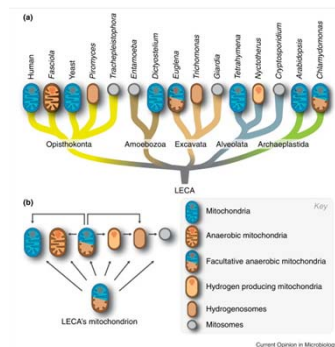 (a)
Human
Fasciola
Yeast
Piromyces
Trachepleistophora
Entamoeba
Dictyostelium
Euglena
Trichomonas
Giardia
Tetrahymena
Nyctotherus
Cryptosporidium
Arabidopsis
Chlamydomonas
Opisthokonta
Amoebozoa
Excavata
Alveolata
Archaeplastida
LECA
(b)
LECA's mitochondrion
Key
Mitochondria
Anaerobic mitochondria
Facultative anaerobic mitochondria
Hydrogen producing mitochondria
Hydrogenosomes
Mitosomes
Current Opinion in Microbiology